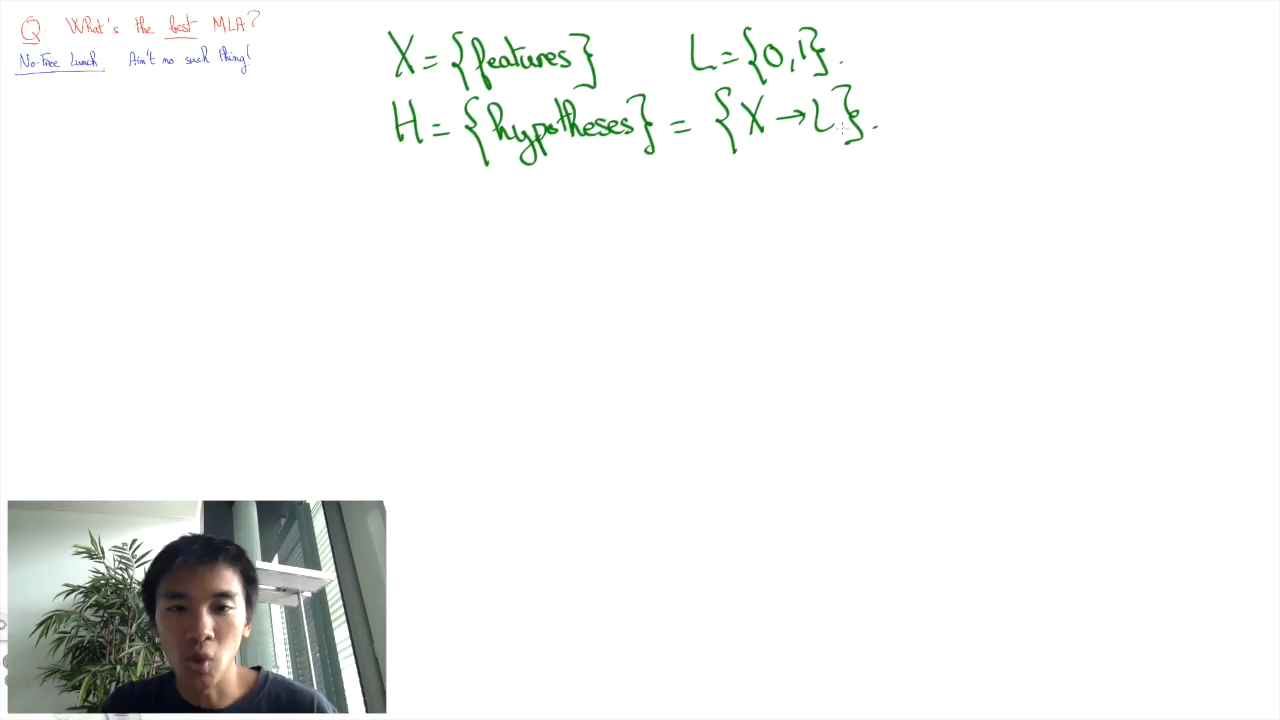 Q: What's the best MLA?
No-Free Lunch Ain't no such thing!
X = {features} L = {0,1}.
H = {hypotheses} = {X → L}.